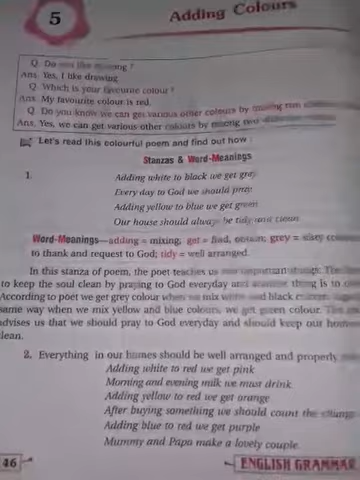 5
Adding Colours
Q. Do you like drawing ?
Ans. Yes, I like drawing.
Q. Which is your favourite colour ?
Ans. My favourite colour is red.
Q. Do you know we can get various other colours by mixing two
Ans. Yes, we can get various other colours by mixing two
Let's read this colourful poem and find out how :
Stanzas & Word-Meanings
1. Adding white to black we get grey
Every day to God we should pray
Adding yellow to blue we get green
Our house should always be tidy and clean.
Word-Meanings—adding = mixing, get = find, obtain; grey =
to thank and request to God; tidy = well arranged.
In this stanza of poem, the poet teaches us
to keep the soul clean by praying to God everyday and thing is to
According to poet we get grey colour when we mix white and black
same way when we mix yellow and blue colours, we get green colour. The
advises us that we should pray to God everyday and should keep our
clean.
2. Everything in our homes should be well arranged and properly
Adding white to red we get pink
Morning and evening milk we must drink
Adding yellow to red we get orange
After buying something we should count the change
Adding blue to red we get purple
Mummy and Papa make a lovely couple.
46
ENGLISH GRAMMAR